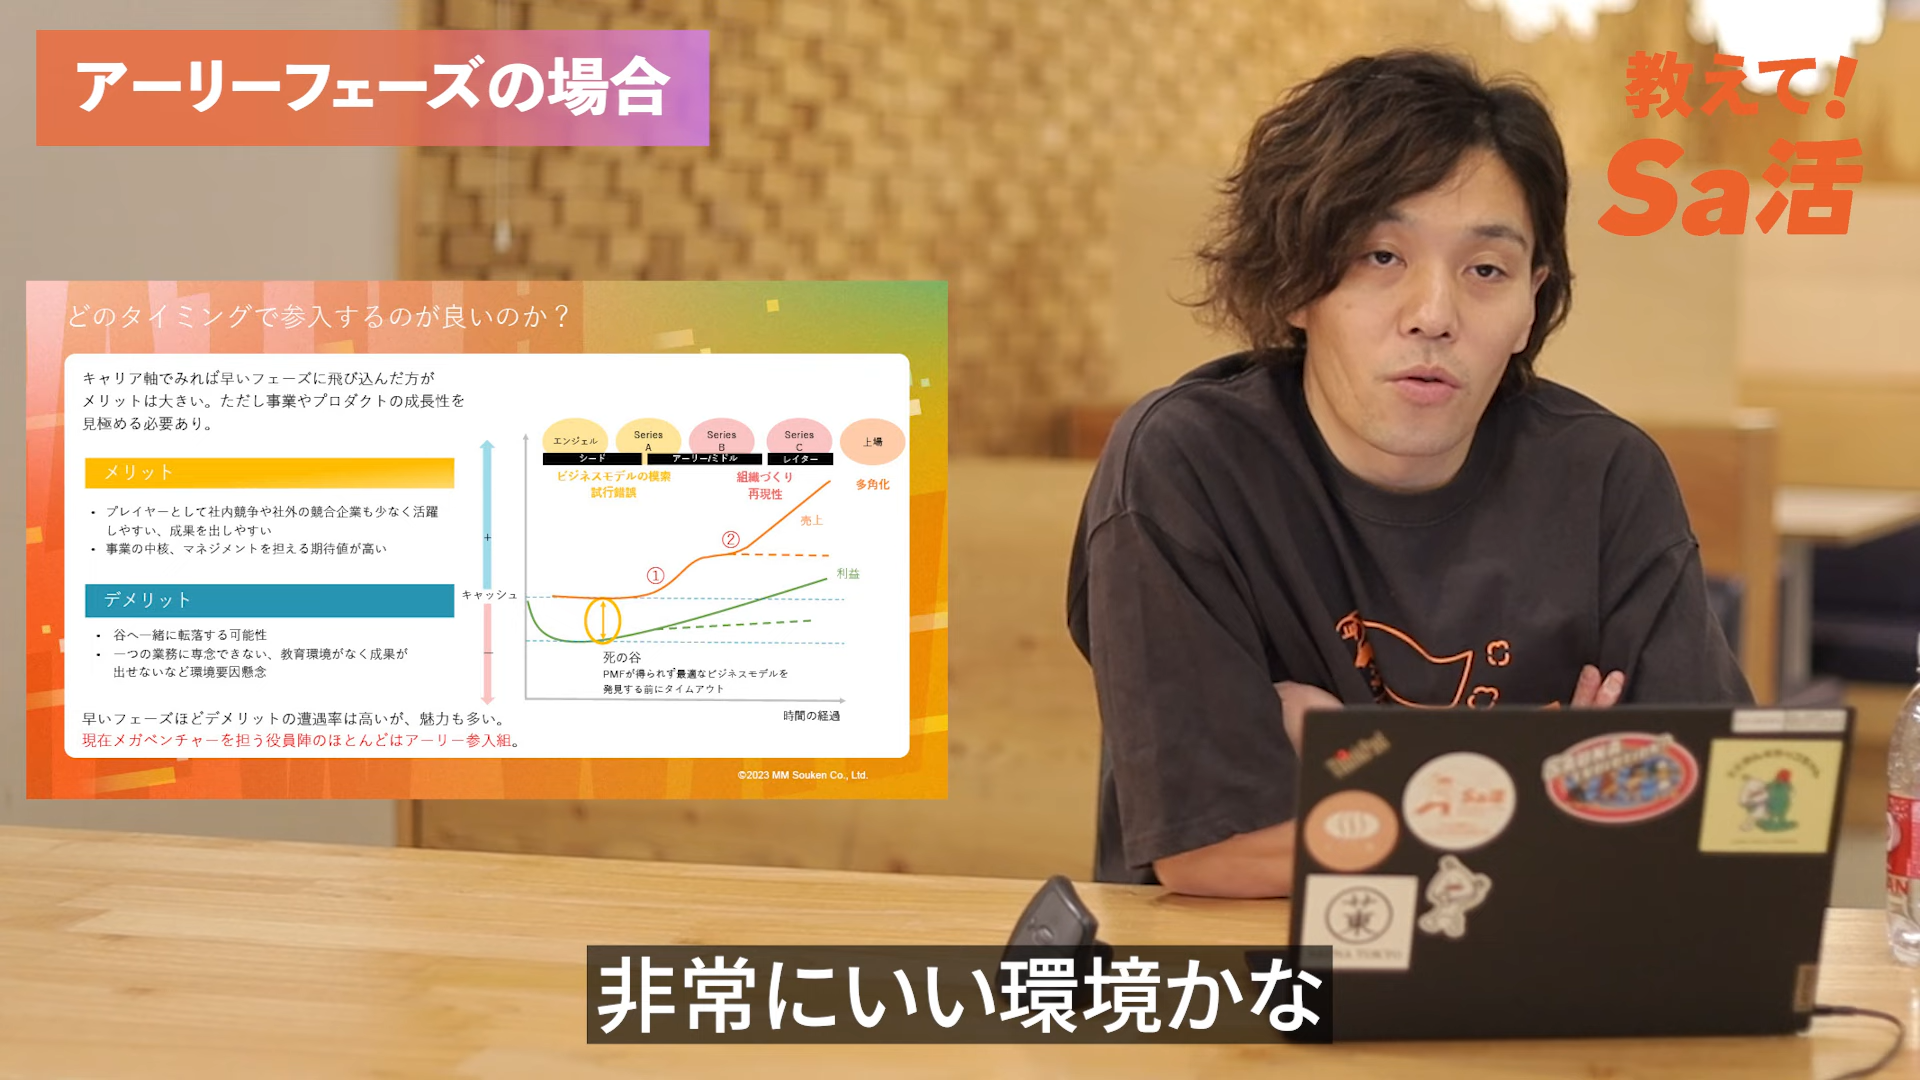 アーリーフェーズの場合
教えて!
Sa活
どのタイミングで参入するのが良いのか？
キャリア軸でみれば早いフェーズに飛び込んだ方が
メリットは大きい。ただし事業やプロダクトの成長性を
見極める必要あり。
メリット
・ プレイヤーとして社内競争や社外の競合企業も少なく活躍
しやすい、成果を出しやすい
・ 事業の中核、マネジメントを担える期待値が高い
デメリット
・ 谷へ一緒に転落する可能性
・ 一つの業務に専念できない、教育環境がなく成果が
出せないなど環境要因懸念
早いフェーズほどデメリットの遭遇率は高いが、魅力も多い。
現在メガベンチャーを担う役員陣のほとんどはアーリー参入組。
エンジェル
Series
A
Series
B
Series
C
上場
シード
アーリー/ミドル
レイター
ビジネスモデルの模索
試行錯誤
組織づくり
再現性
多角化
売上
②
①
利益
+
キャッシュ
−
死の谷
PMFが得られず最適なビジネスモデルを
発見する前にタイムアウト
時間の経過
©2023 MM Souken Co., Ltd.
Sa活
非常にいい環境かな